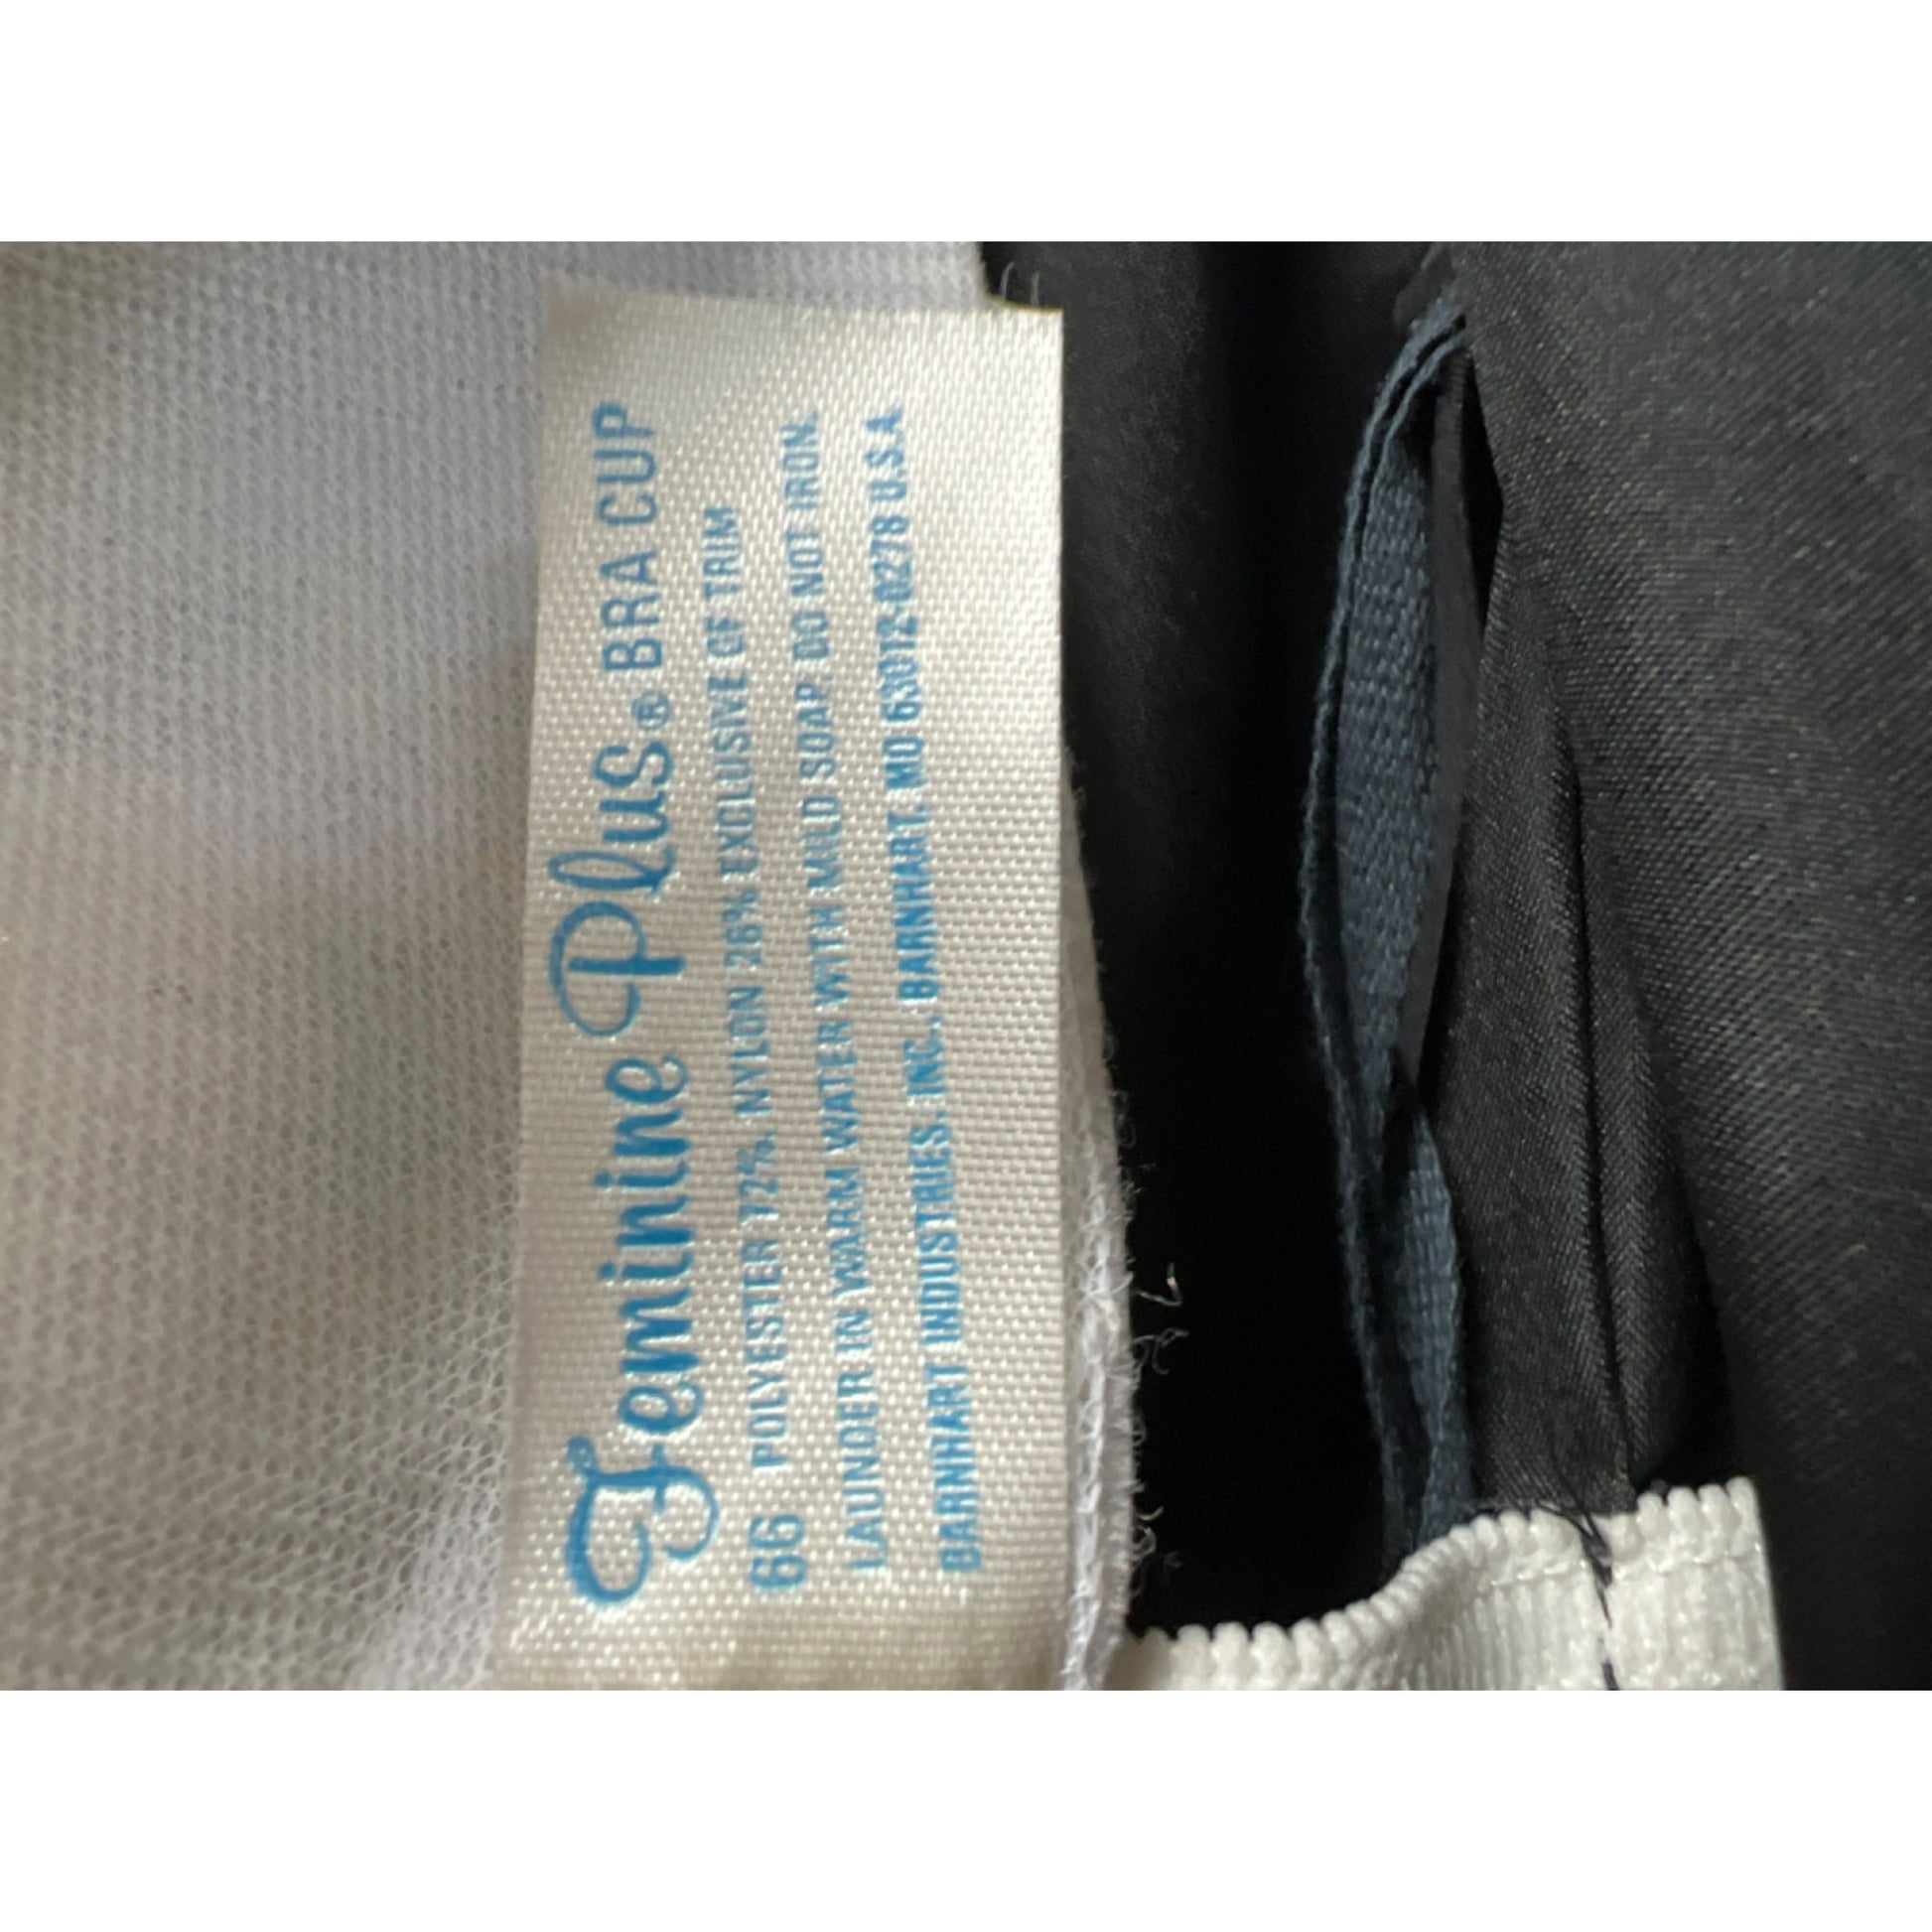 Feminine Plus® BRA CUP
66 POLYESTER 72%, NYLON 28% EXCLUSIVE OF TRIM
LAUNDER IN WARM WATER WITH MILD SOAP. DO NOT IRON.
BARNHART INDUSTRIES, INC., BARNHART, MO 63012-0278 U.S.A.